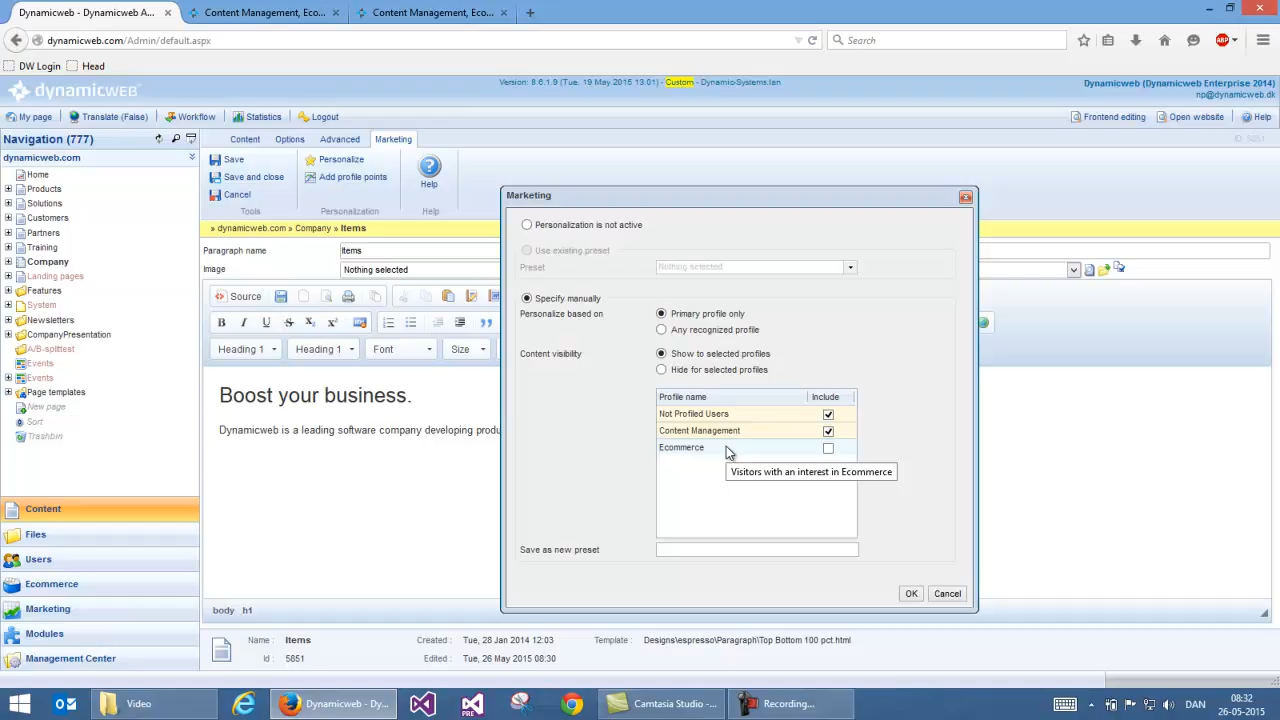 Dynamicweb - Dynamicweb A...
Content Management, Eco...
Content Management, Eco...
dynamicweb.com/Admin/default.aspx
Search
DW Login
Head
dynamicweb
Version: 8.6.1.9 (Tue. 19 May 2015 13.01) - Custom - Dynamic-Systems.lan
Dynamicweb (Dynamicweb Enterprise 2014)
np@dynamicweb.dk
My page
Translate (False)
Workflow
Statistics
Logout
Frontend editing
Open website
Help
Navigation (777)
Content
Options
Advanced
Marketing
ID: 5851
dynamicweb.com
Home
Products
Solutions
Customers
Partners
Training
Company
Landing pages
Features
System
Newsletters
CompanyPresentation
A/B-splittest
Events
Events
Page templates
New page
Sort
Trashbin
Save
Save and close
Cancel
Tools
Personalize
Add profile points
Personalization
Help
Help
» dynamicweb.com » Company » Items
Paragraph name
Items
Image
Nothing selected
Source
Heading 1
Heading 1
Font
Size
Boost your business.
Dynamicweb is a leading software company developing produ
body h1
Marketing
Personalization is not active
Use existing preset
Preset
Nothing selected
Specify manually
Personalize based on
Primary profile only
Any recognized profile
Content visibility
Show to selected profiles
Hide for selected profiles
Profile name
Include
Not Profiled Users
Content Management
Ecommerce
Visitors with an interest in Ecommerce
Save as new preset
OK
Cancel
Content
Files
Users
Ecommerce
Marketing
Modules
Management Center
Name : Items
Created : Tue, 28 Jan 2014 12:03
Template : Designs\espresso\Paragraph\Top Bottom 100 pct.html
Id : 5851
Edited : Tue, 26 May 2015 08:30
Video
Dynamicweb - Dy...
PRE
Camtasia Studio -...
Recording...
DAN
08:32
26-05-2015